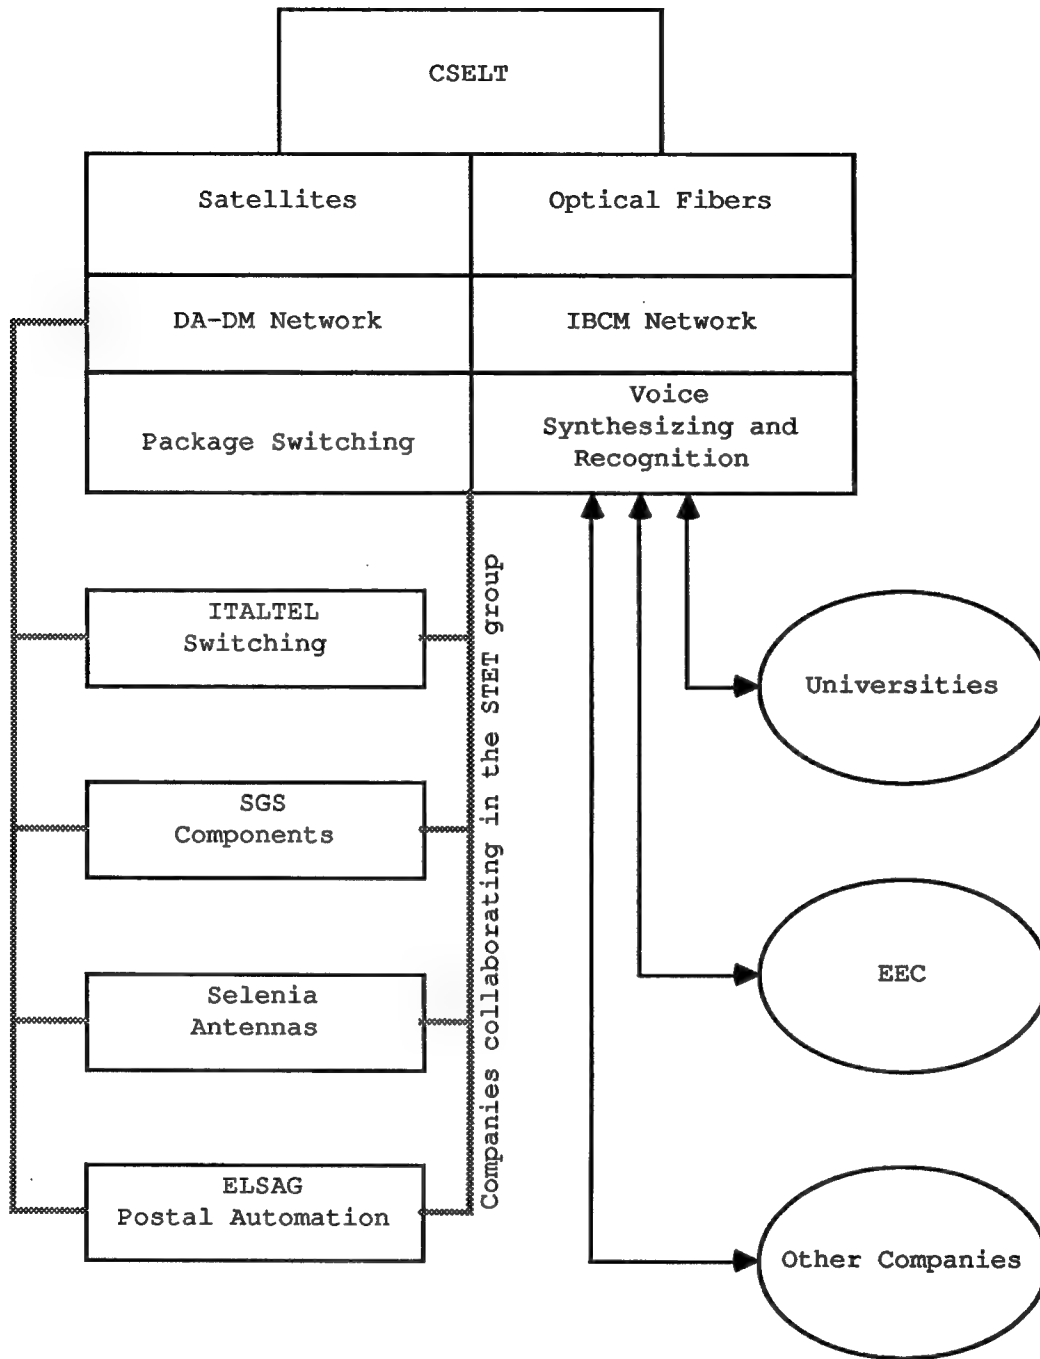 CSELT
Satellites
Optical Fibers
DA-DM Network
IBCM Network
Package Switching
Voice
Synthesizing and
Recognition
Companies collaborating in the STET group
ITALTEL
Switching
SGS
Components
Selenia
Antennas
ELSAG
Postal Automation
Universities
EEC
Other Companies